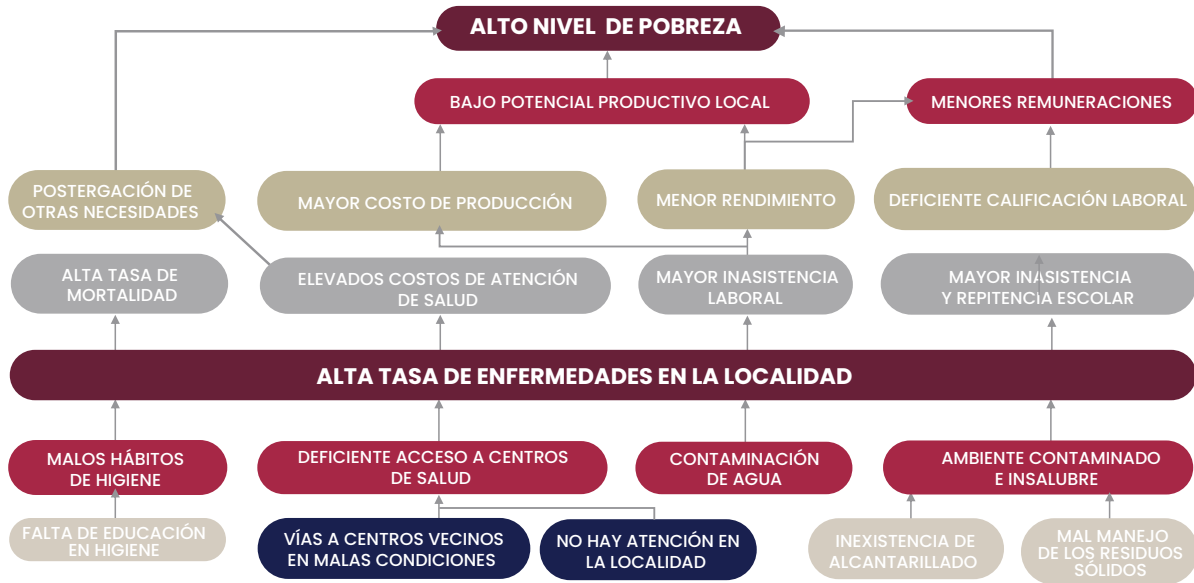 ALTO NIVEL DE POBREZA
BAJO POTENCIAL PRODUCTIVO LOCAL
MENORES REMUNERACIONES
POSTERGACIÓN DE
OTRAS NECESIDADES
MAYOR COSTO DE PRODUCCIÓN
MENOR RENDIMIENTO
DEFICIENTE CALIFICACIÓN LABORAL
ALTA TASA DE
MORTALIDAD
ELEVADOS COSTOS DE ATENCIÓN
DE SALUD
MAYOR INASISTENCIA
LABORAL
MAYOR INASISTENCIA
Y REPITENCIA ESCOLAR
ALTA TASA DE ENFERMEDADES EN LA LOCALIDAD
MALOS HÁBITOS
DE HIGIENE
DEFICIENTE ACCESO A CENTROS
DE SALUD
CONTAMINACIÓN
DE AGUA
AMBIENTE CONTAMINADO
E INSALUBRE
FALTA DE EDUCACIÓN
EN HIGIENE
VÍAS A CENTROS VECINOS
EN MALAS CONDICIONES
NO HAY ATENCIÓN EN
LA LOCALIDAD
INEXISTENCIA DE
ALCANTARILLADO
MAL MANEJO
DE LOS RESIDUOS
SÓLIDOS